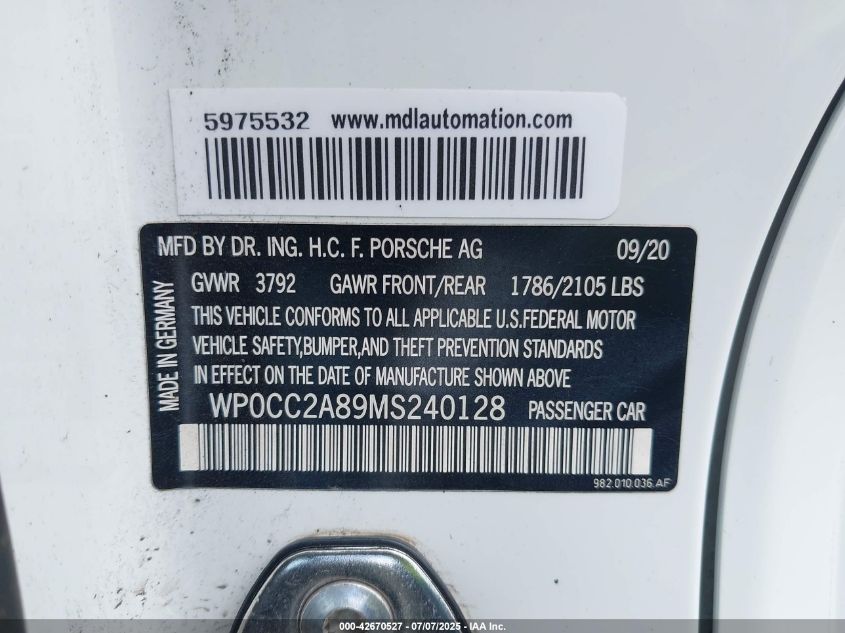 5975532 www.mdlautomation.com
MFD BY DR. ING. H.C. F. PORSCHE AG 09/20
GVWR 3792 GAWR FRONT/REAR 1786/2105 LBS
THIS VEHICLE CONFORMS TO ALL APPLICABLE U.S.FEDERAL MOTOR
VEHICLE SAFETY,BUMPER,AND THEFT PREVENTION STANDARDS
IN EFFECT ON THE DATE OF MANUFACTURE SHOWN ABOVE
MADE IN GERMANY
WP0CC2A89MS240128 PASSENGER CAR
982.010.036.AF
000-42670527 - 07/07/2025 - IAA Inc.